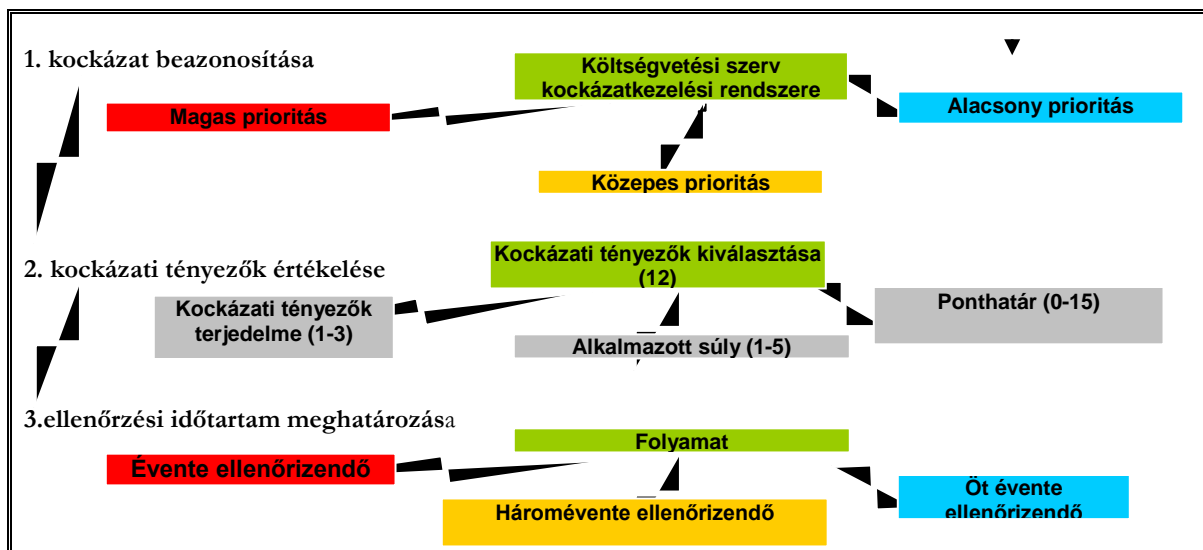 1. kockázat beazonosítása
Költségvetési szerv
kockázatkezelési rendszere
Magas prioritás
Alacsony prioritás
Közepes prioritás
2. kockázati tényezők értékelése
Kockázati tényezők kiválasztása
(12)
Kockázati tényezők
terjedelme (1-3)
Ponthatár (0-15)
Alkalmazott súly (1-5)
3.ellenőrzési időtartam meghatározása
Folyamat
Évente ellenőrizendő
Háromévente ellenőrizendő
Öt évente
ellenőrizendő